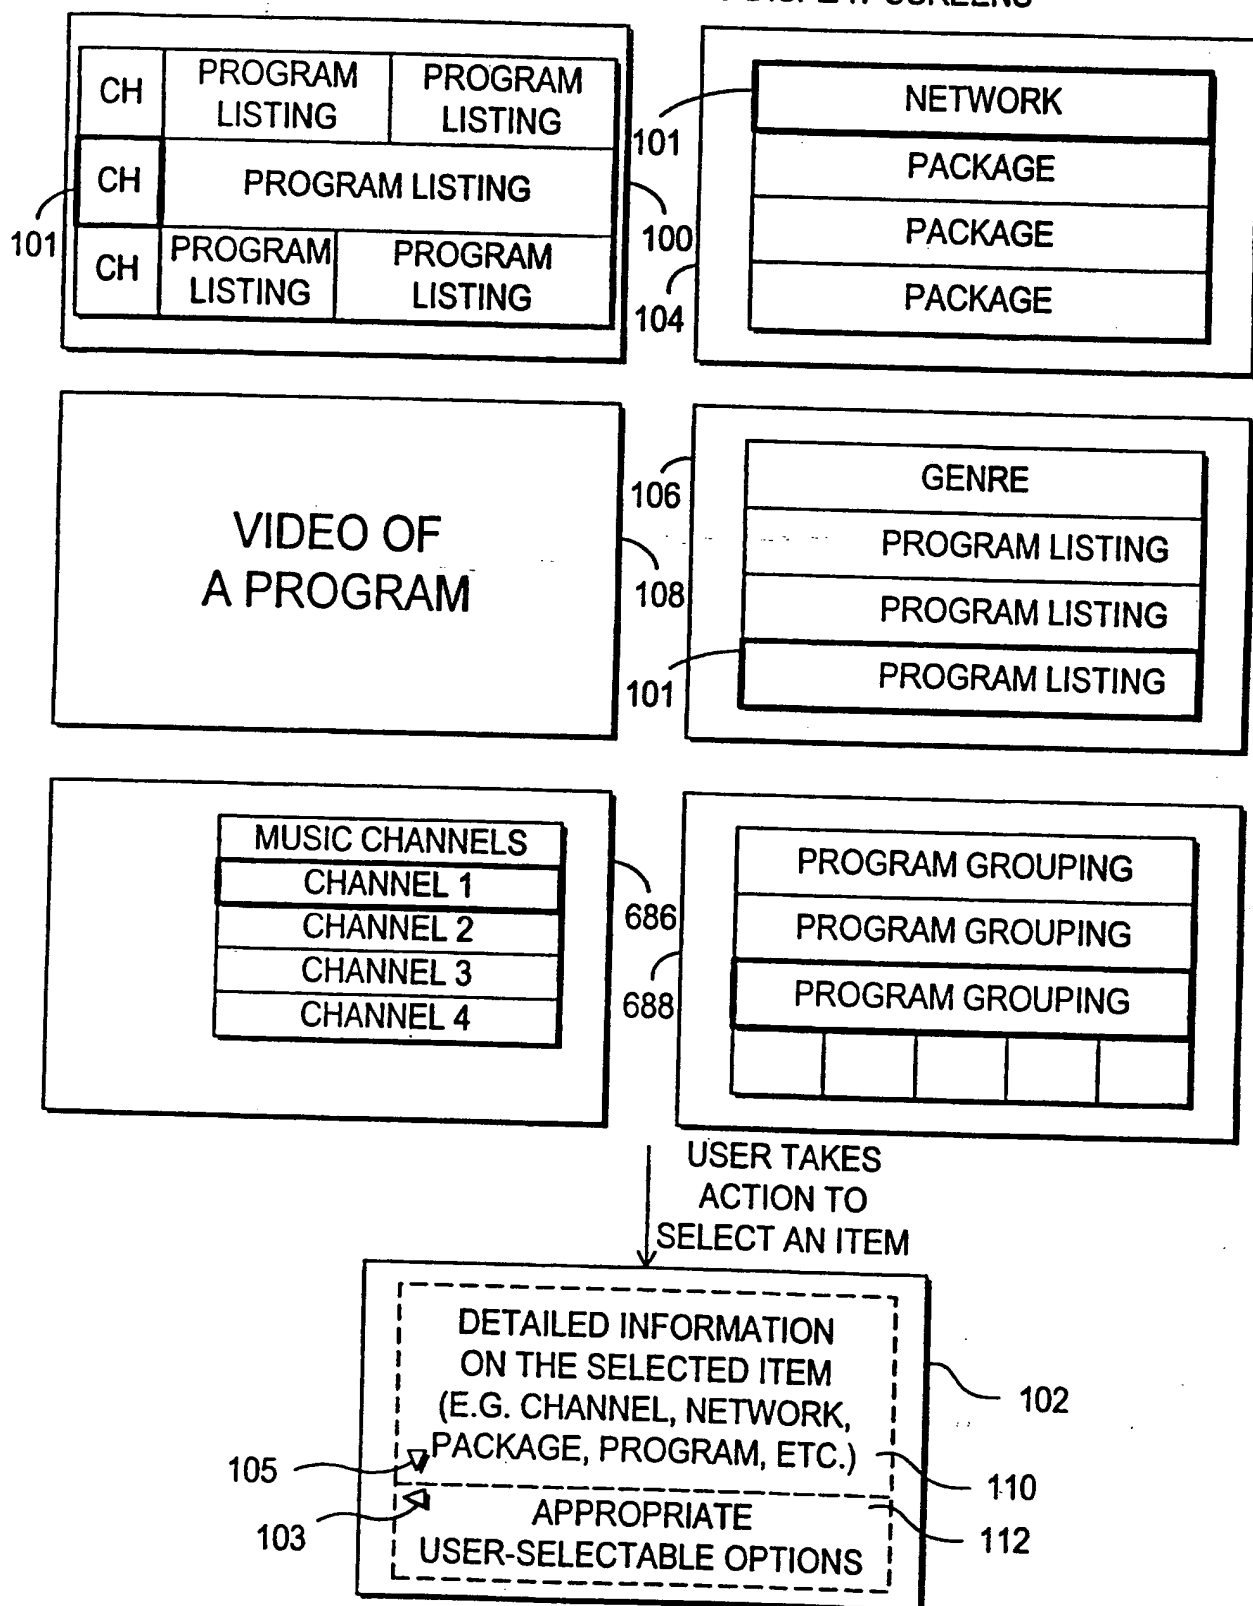 DISPLAY SCREENS
CH
PROGRAM
LISTING
PROGRAM
LISTING
CH
PROGRAM LISTING
CH
PROGRAM
LISTING
PROGRAM
LISTING
101
100
101
104
NETWORK
PACKAGE
PACKAGE
PACKAGE
VIDEO OF
A PROGRAM
108
106
101
GENRE
PROGRAM LISTING
PROGRAM LISTING
PROGRAM LISTING
MUSIC CHANNELS
CHANNEL 1
CHANNEL 2
CHANNEL 3
CHANNEL 4
686
688
PROGRAM GROUPING
PROGRAM GROUPING
PROGRAM GROUPING
USER TAKES
ACTION TO
SELECT AN ITEM
DETAILED INFORMATION
ON THE SELECTED ITEM
(E.G. CHANNEL, NETWORK,
PACKAGE, PROGRAM, ETC.)
102
105
110
103
APPROPRIATE
USER-SELECTABLE OPTIONS
112